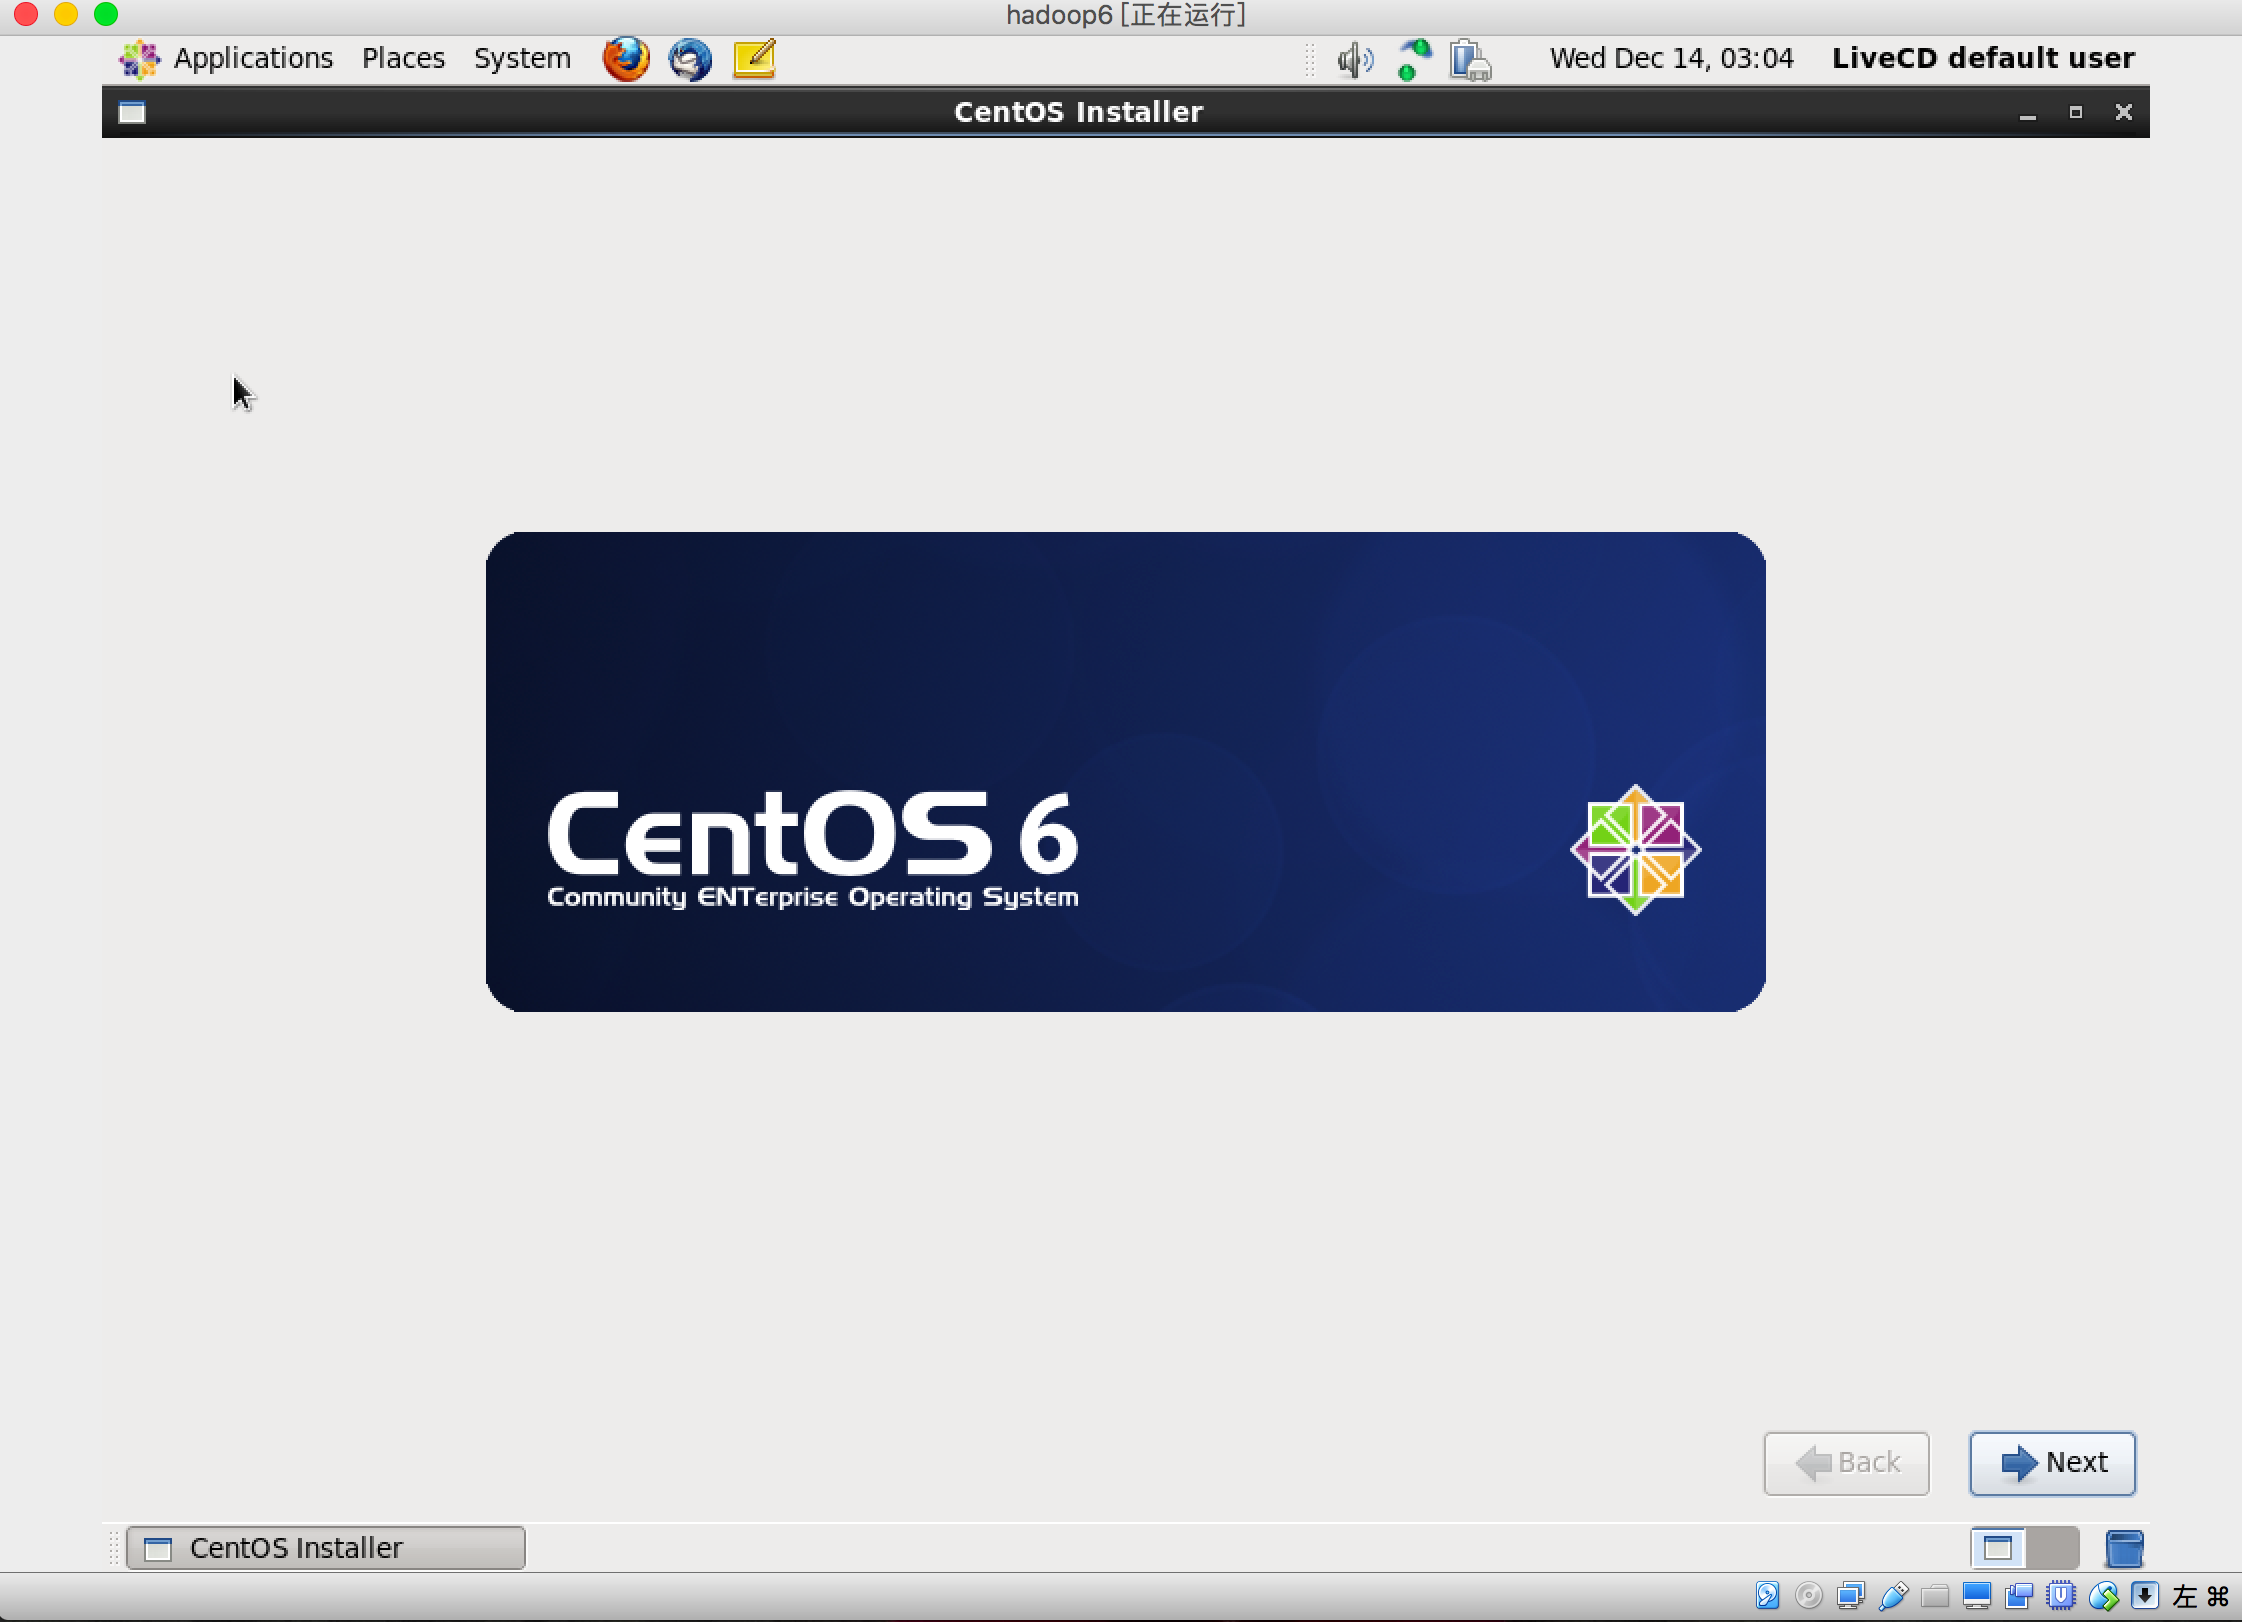 hadoop6 [正在运行]
Applications Places System Wed Dec 14, 03:04 LiveCD default user
CentOS Installer
CentOS 6
Community ENTerprise Operating System
Back Next
CentOS Installer
左 ⌘